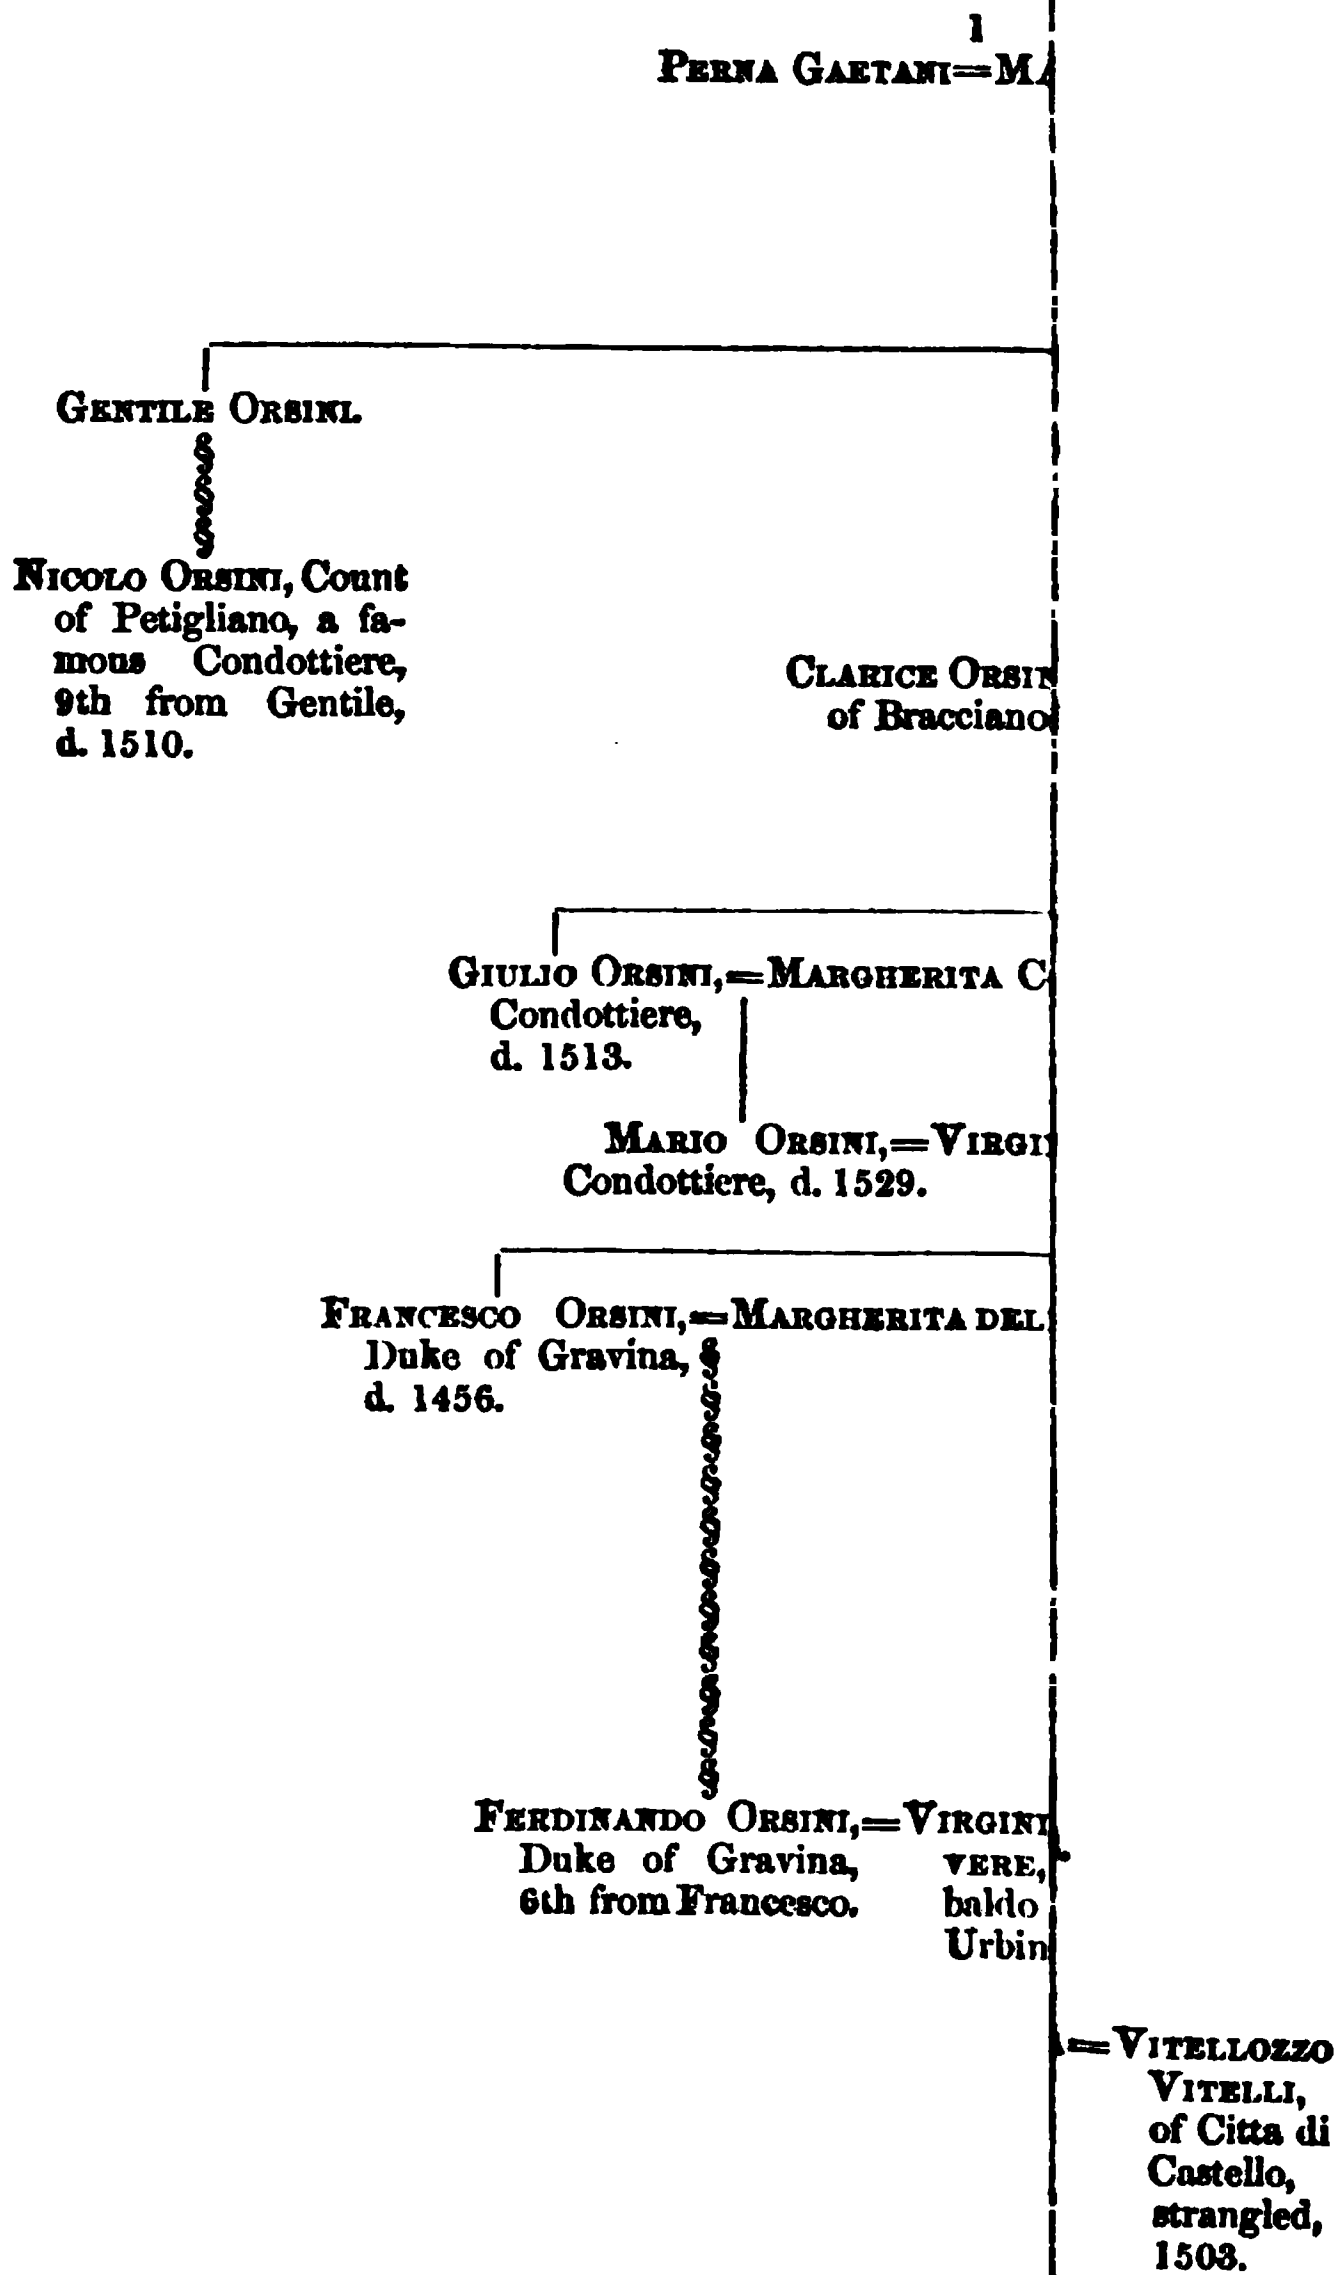 1
PERNA GAETANI=MA
GENTILE ORSINI.
NICOLO ORSINI, Count
of Petigliano, a fa-
mous Condottiere,
9th from Gentile,
d. 1510.
CLARICE ORSIN
of Bracciano
GIULIO ORSINI,=MARGHERITA C
Condottiere,
d. 1513.
MARIO ORSINI,=VIRGI
Condottiere, d. 1529.
FRANCESCO ORSINI,=MARGHERITA DEL
Duke of Gravina,
d. 1456.
FERDINANDO ORSINI,=VIRGINI
Duke of Gravina, VERE,
6th from Francesco. baldo
Urbin
=VITELLOZZO
VITELLI,
of Citta di
Castello,
strangled,
1503.